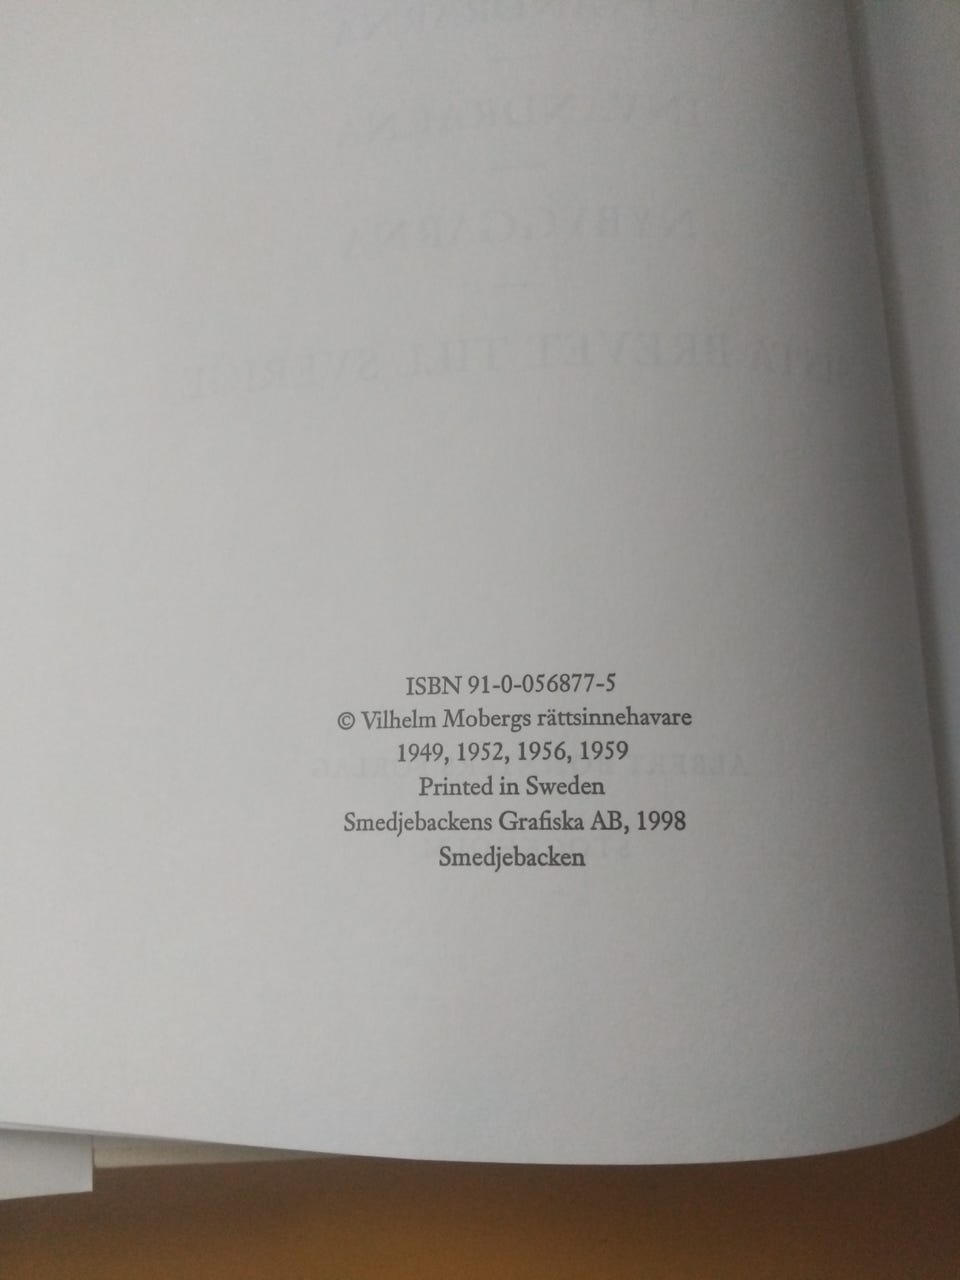 ISBN 91-0-056877-5
© Vilhelm Mobergs rättsinnehavare
1949, 1952, 1956, 1959
Printed in Sweden
Smedjebackens Grafiska AB, 1998
Smedjebacken